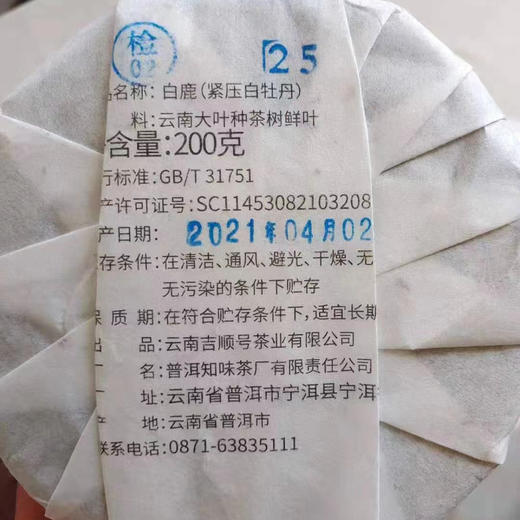 检
02
25
品名称: 白鹿(紧压白牡丹)
料: 云南大叶种茶树鲜叶
含量: 200克
行标准: GB/T 31751
产许可证号: SC11453082103208
产日期: 2021年04月02
存条件: 在清洁、通风、避光、干燥、无
无污染的条件下贮存
保质期: 在符合贮存条件下,适宜长期
出品: 云南吉顺号茶业有限公司
名: 普洱知味茶厂有限责任公司
址: 云南省普洱市宁洱县宁洱
产地: 云南省普洱市
联系电话: 0871-63835111